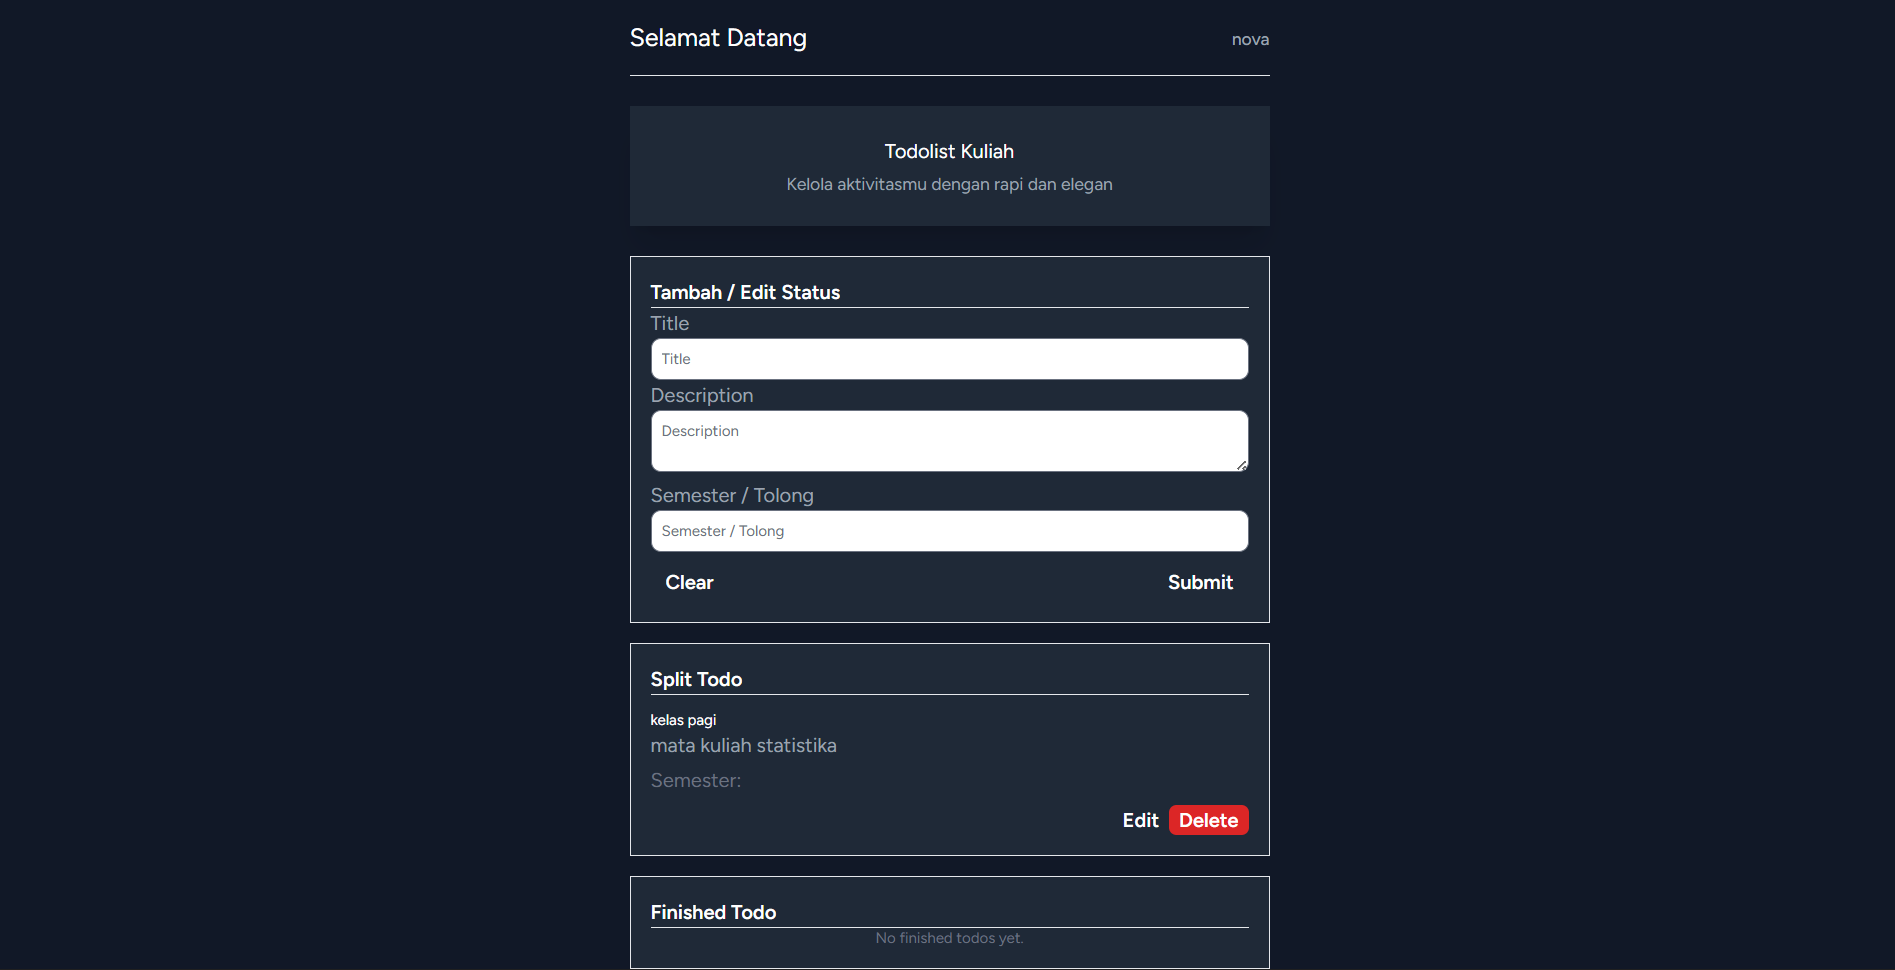 Selamat Datang
nova
Todolist Kuliah
Kelola aktivitasmu dengan rapi dan elegan
Tambah / Edit Status
Title
Title
Description
Description
Semester / Tolong
Semester / Tolong
Clear
Submit
Split Todo
kelas pagi
mata kuliah statistika
Semester:
Edit
Delete
Finished Todo
No finished todos yet.